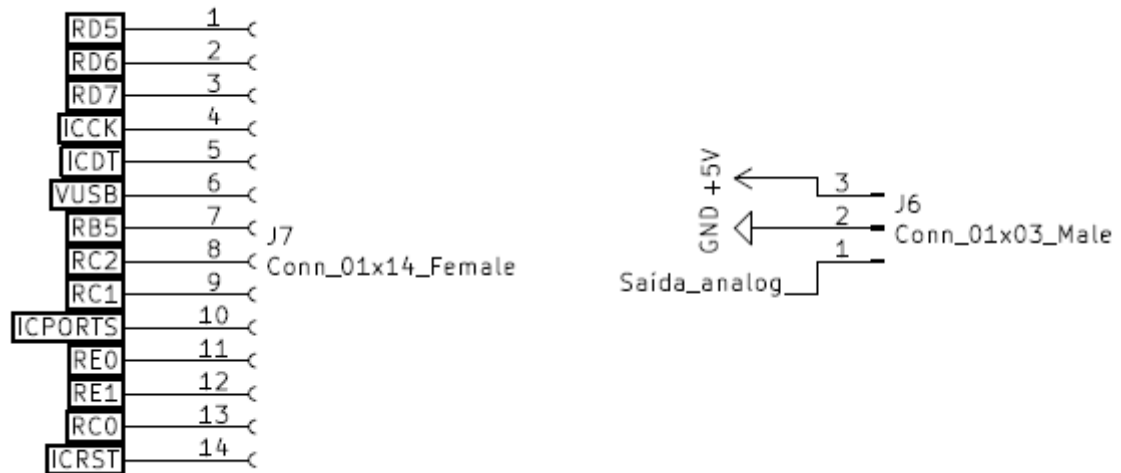 RD5 1
RD6 2
RD7 3
ICCK 4
ICDT 5
VUSB 6
RB5 7
RC2 8
RC1 9
ICPORTS 10
RE0 11
RE1 12
RC0 13
ICRST 14
J7
Conn_01x14_Female
+5V 3
GND 2
Saída_analog 1
J6
Conn_01x03_Male